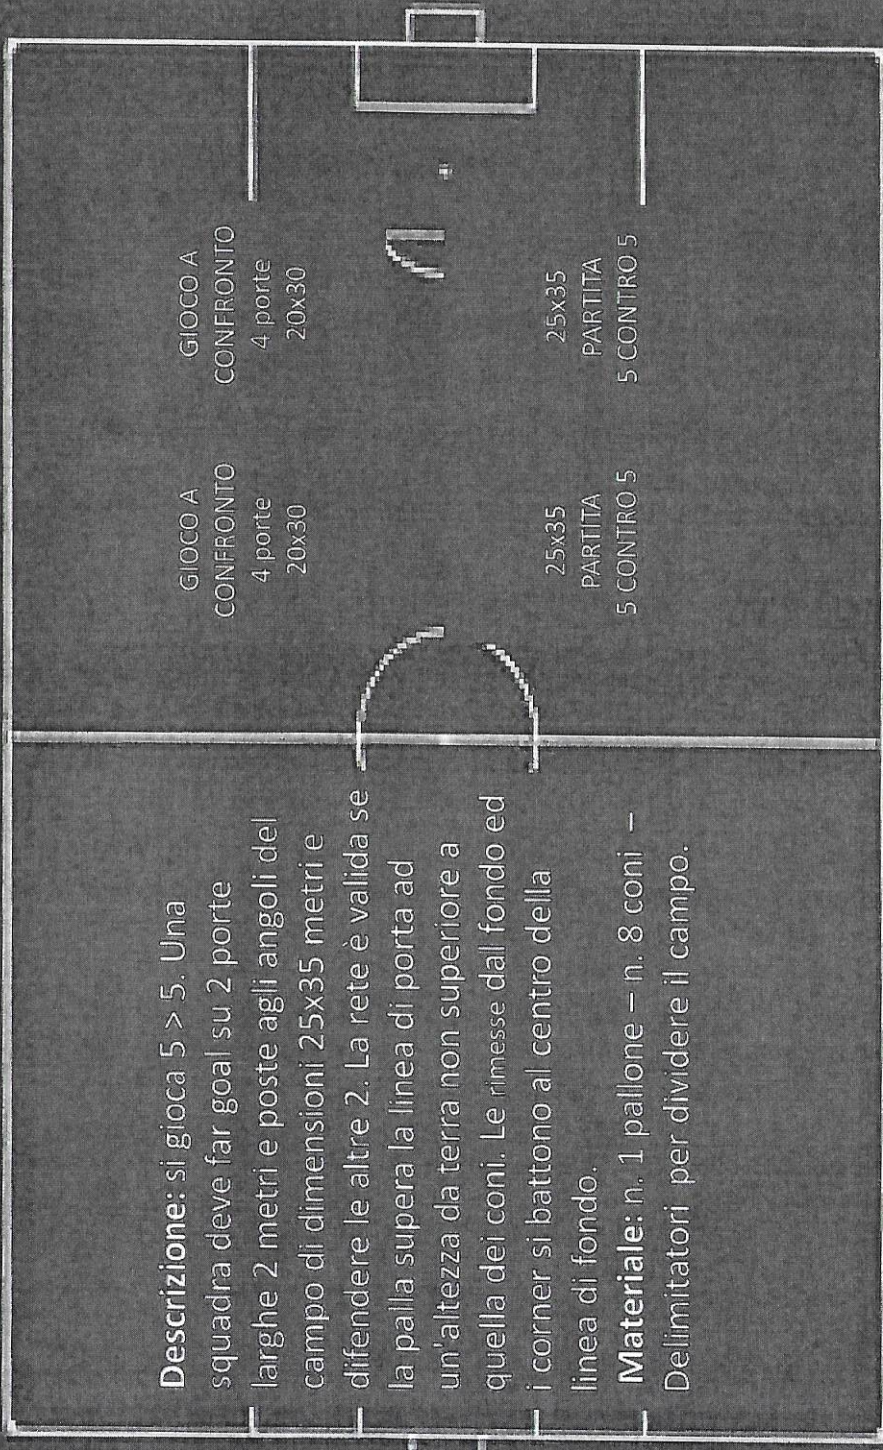 Descrizione: si gioca 5 > 5. Una
squadra deve far goal su 2 porte
larghe 2 metri e poste agli angoli del
campo di dimensioni 25x35 metri e
difendere le altre 2. La rete è valida se
la palla supera la linea di porta ad
un'altezza da terra non superiore a
quella dei coni. Le rimesse dal fondo ed
i corner si battono al centro della
linea di fondo.
Materiale: n. 1 pallone – n. 8 coni –
Delimitatori per dividere il campo.
GIOCO A
CONFRONTO
4 porte
20x30
GIOCO A
CONFRONTO
4 porte
20x30
25x35
PARTITA
5 CONTRO 5
25x35
PARTITA
5 CONTRO 5